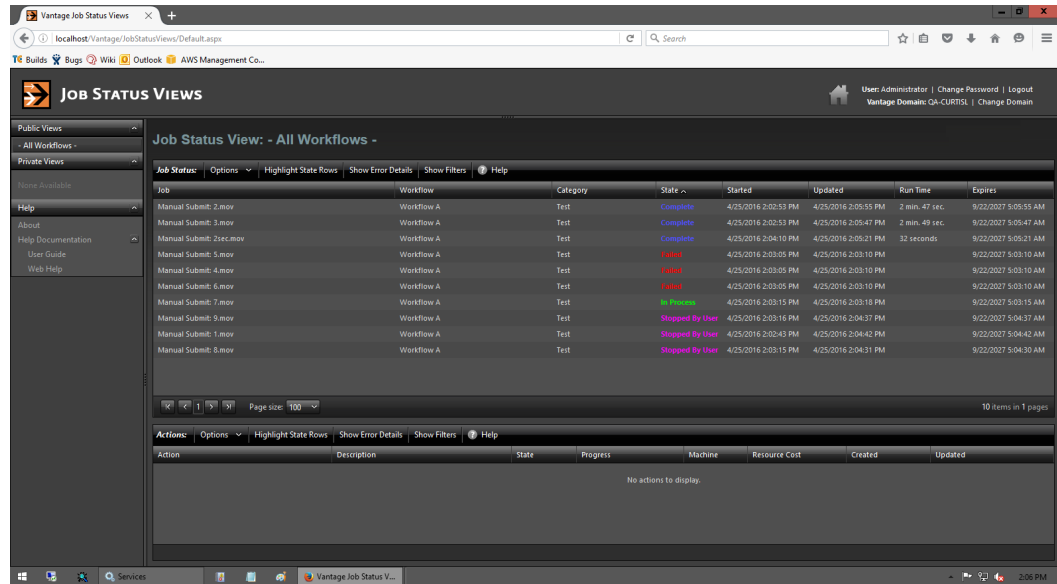 Vantage Job Status Views
localhost/Vantage/JobStatusViews/Default.aspx
Search
Builds Bugs Wiki Outlook AWS Management Co...
JOB STATUS VIEWS
User: Administrator | Change Password | Logout
Vantage Domain: QA-CURTISL | Change Domain
Public Views
- All Workflows -
Private Views
None Available
Help
About
Help Documentation
User Guide
Web Help
Job Status View: - All Workflows -
Job Status: Options Highlight State Rows Show Error Details Show Filters Help
Job Workflow Category State Started Updated Run Time Expires
Manual Submit: 2.mov Workflow A Test Complete 4/25/2016 2:02:53 PM 4/25/2016 2:05:55 PM 2 min. 47 sec. 9/22/2027 5:05:55 AM
Manual Submit: 3.mov Workflow A Test Complete 4/25/2016 2:02:53 PM 4/25/2016 2:05:47 PM 2 min. 49 sec. 9/22/2027 5:05:47 AM
Manual Submit: 2sec.mov Workflow A Test Complete 4/25/2016 2:04:10 PM 4/25/2016 2:05:21 PM 32 seconds 9/22/2027 5:05:21 AM
Manual Submit: 5.mov Workflow A Test Failed 4/25/2016 2:03:05 PM 4/25/2016 2:03:10 PM 9/22/2027 5:03:10 AM
Manual Submit: 4.mov Workflow A Test Failed 4/25/2016 2:03:05 PM 4/25/2016 2:03:10 PM 9/22/2027 5:03:10 AM
Manual Submit: 6.mov Workflow A Test Failed 4/25/2016 2:03:05 PM 4/25/2016 2:03:10 PM 9/22/2027 5:03:10 AM
Manual Submit: 7.mov Workflow A Test In Process 4/25/2016 2:03:15 PM 4/25/2016 2:03:18 PM 9/22/2027 5:03:15 AM
Manual Submit: 9.mov Workflow A Test Stopped By User 4/25/2016 2:03:16 PM 4/25/2016 2:04:37 PM 9/22/2027 5:04:37 AM
Manual Submit: 1.mov Workflow A Test Stopped By User 4/25/2016 2:02:43 PM 4/25/2016 2:04:42 PM 9/22/2027 5:04:42 AM
Manual Submit: 8.mov Workflow A Test Stopped By User 4/25/2016 2:03:15 PM 4/25/2016 2:04:31 PM 9/22/2027 5:04:30 AM
1 Page size: 100 10 items in 1 pages
Actions: Options Highlight State Rows Show Error Details Show Filters Help
Action Description State Progress Machine Resource Cost Created Updated
No actions to display.
Services Vantage Job Status V... 2:06 PM